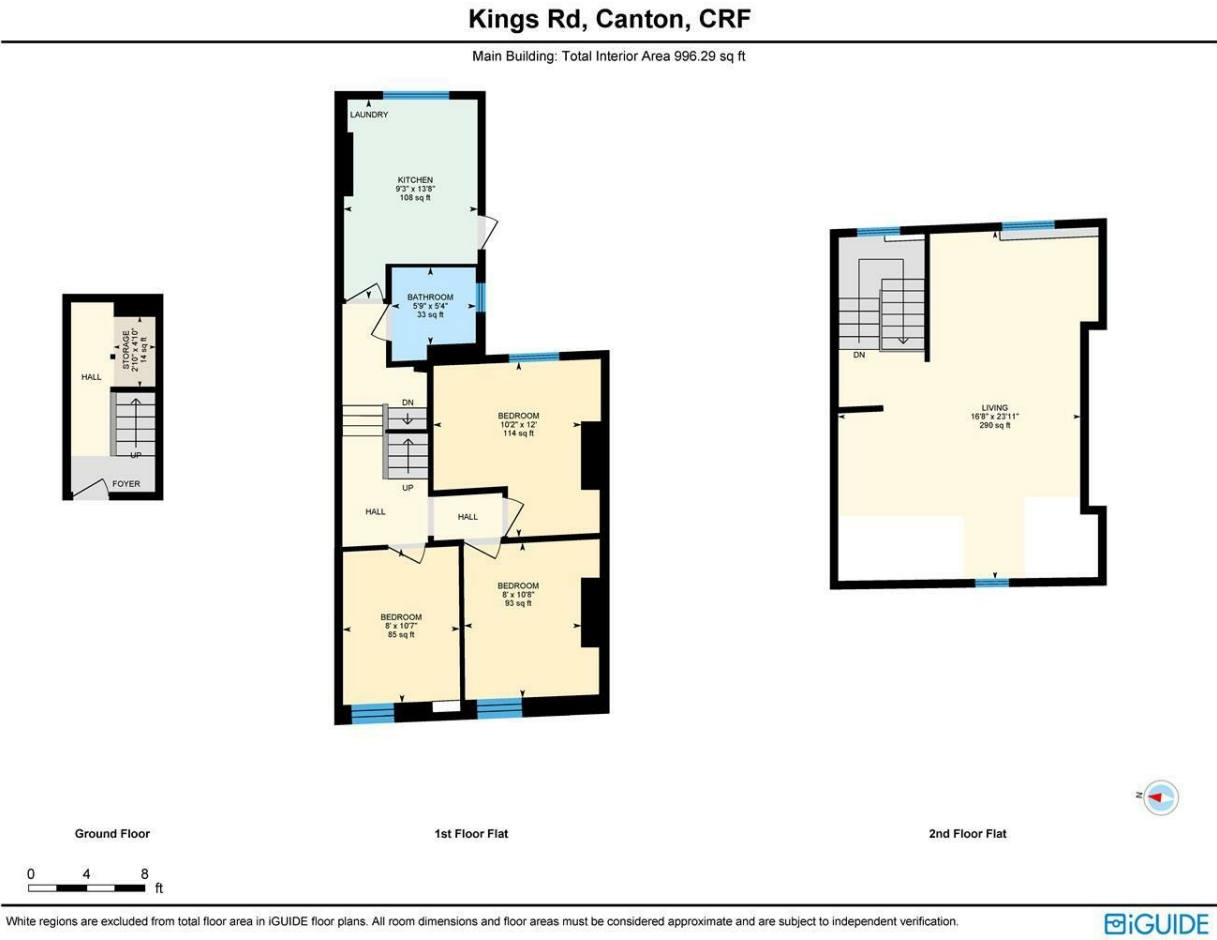 Kings Rd, Canton, CRF
Main Building: Total Interior Area 996.29 sq ft
LAUNDRY
KITCHEN
9'3" x 13'8"
108 sq ft
BATHROOM
5'9" x 5'4"
33 sq ft
DN
BEDROOM
10'2" x 12'
114 sq ft
UP
HALL
HALL
BEDROOM
8' x 10'8"
93 sq ft
BEDROOM
8' x 10'7"
85 sq ft
STORAGE
2'10" x 4'10"
14 sq ft
HALL
UP
FOYER
DN
LIVING
16'8" x 23'11"
290 sq ft
N
Ground Floor
1st Floor Flat
2nd Floor Flat
0 4 8
ft
White regions are excluded from total floor area in iGUIDE floor plans. All room dimensions and floor areas must be considered approximate and are subject to independent verification.
iGUIDE